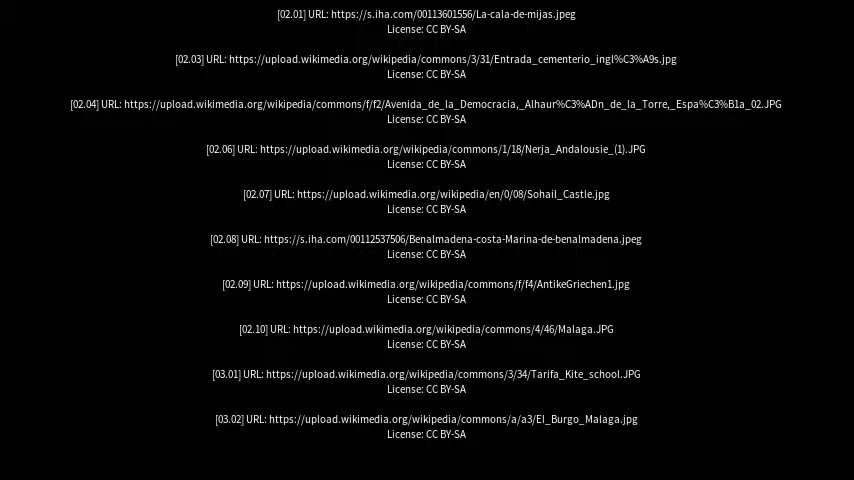 [02.01] URL: https://s.iha.com/00113601556/La-cala-de-mijas.jpeg
License: CC BY-SA
[02.03] URL: https://upload.wikimedia.org/wikipedia/commons/3/31/Entrada_cementerio_ingl%C3%A9s.jpg
License: CC BY-SA
[02.04] URL: https://upload.wikimedia.org/wikipedia/commons/f/f2/Avenida_de_la_Democracia,_Alhaur%C3%ADn_de_la_Torre,_Espa%C3%B1a_02.JPG
License: CC BY-SA
[02.06] URL: https://upload.wikimedia.org/wikipedia/commons/1/18/Nerja_Andalousie_(1).JPG
License: CC BY-SA
[02.07] URL: https://upload.wikimedia.org/wikipedia/en/0/08/Sohail_Castle.jpg
License: CC BY-SA
[02.08] URL: https://s.iha.com/00112537506/Benalmadena-costa-Marina-de-benalmadena.jpeg
License: CC BY-SA
[02.09] URL: https://upload.wikimedia.org/wikipedia/commons/f/f4/AntikeGriechen1.jpg
License: CC BY-SA
[02.10] URL: https://upload.wikimedia.org/wikipedia/commons/4/46/Malaga.JPG
License: CC BY-SA
[03.01] URL: https://upload.wikimedia.org/wikipedia/commons/3/34/Tarifa_Kite_school.JPG
License: CC BY-SA
[03.02] URL: https://upload.wikimedia.org/wikipedia/commons/a/a3/El_Burgo_Malaga.jpg
License: CC BY-SA